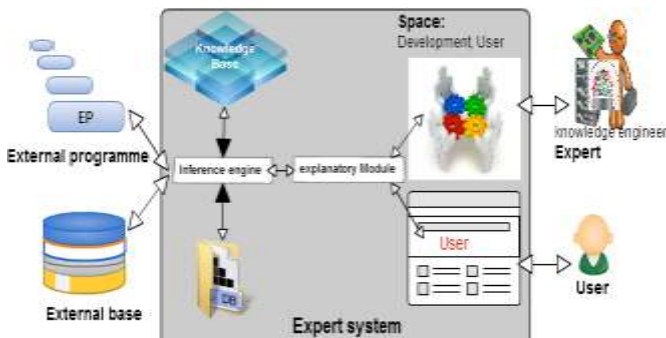 Knowledge
Base
Space:
Development, User
EP
External programme
Inference engine
explanatory Module
knowledge engineer
Expert
DB
User
User
External base
Expert system